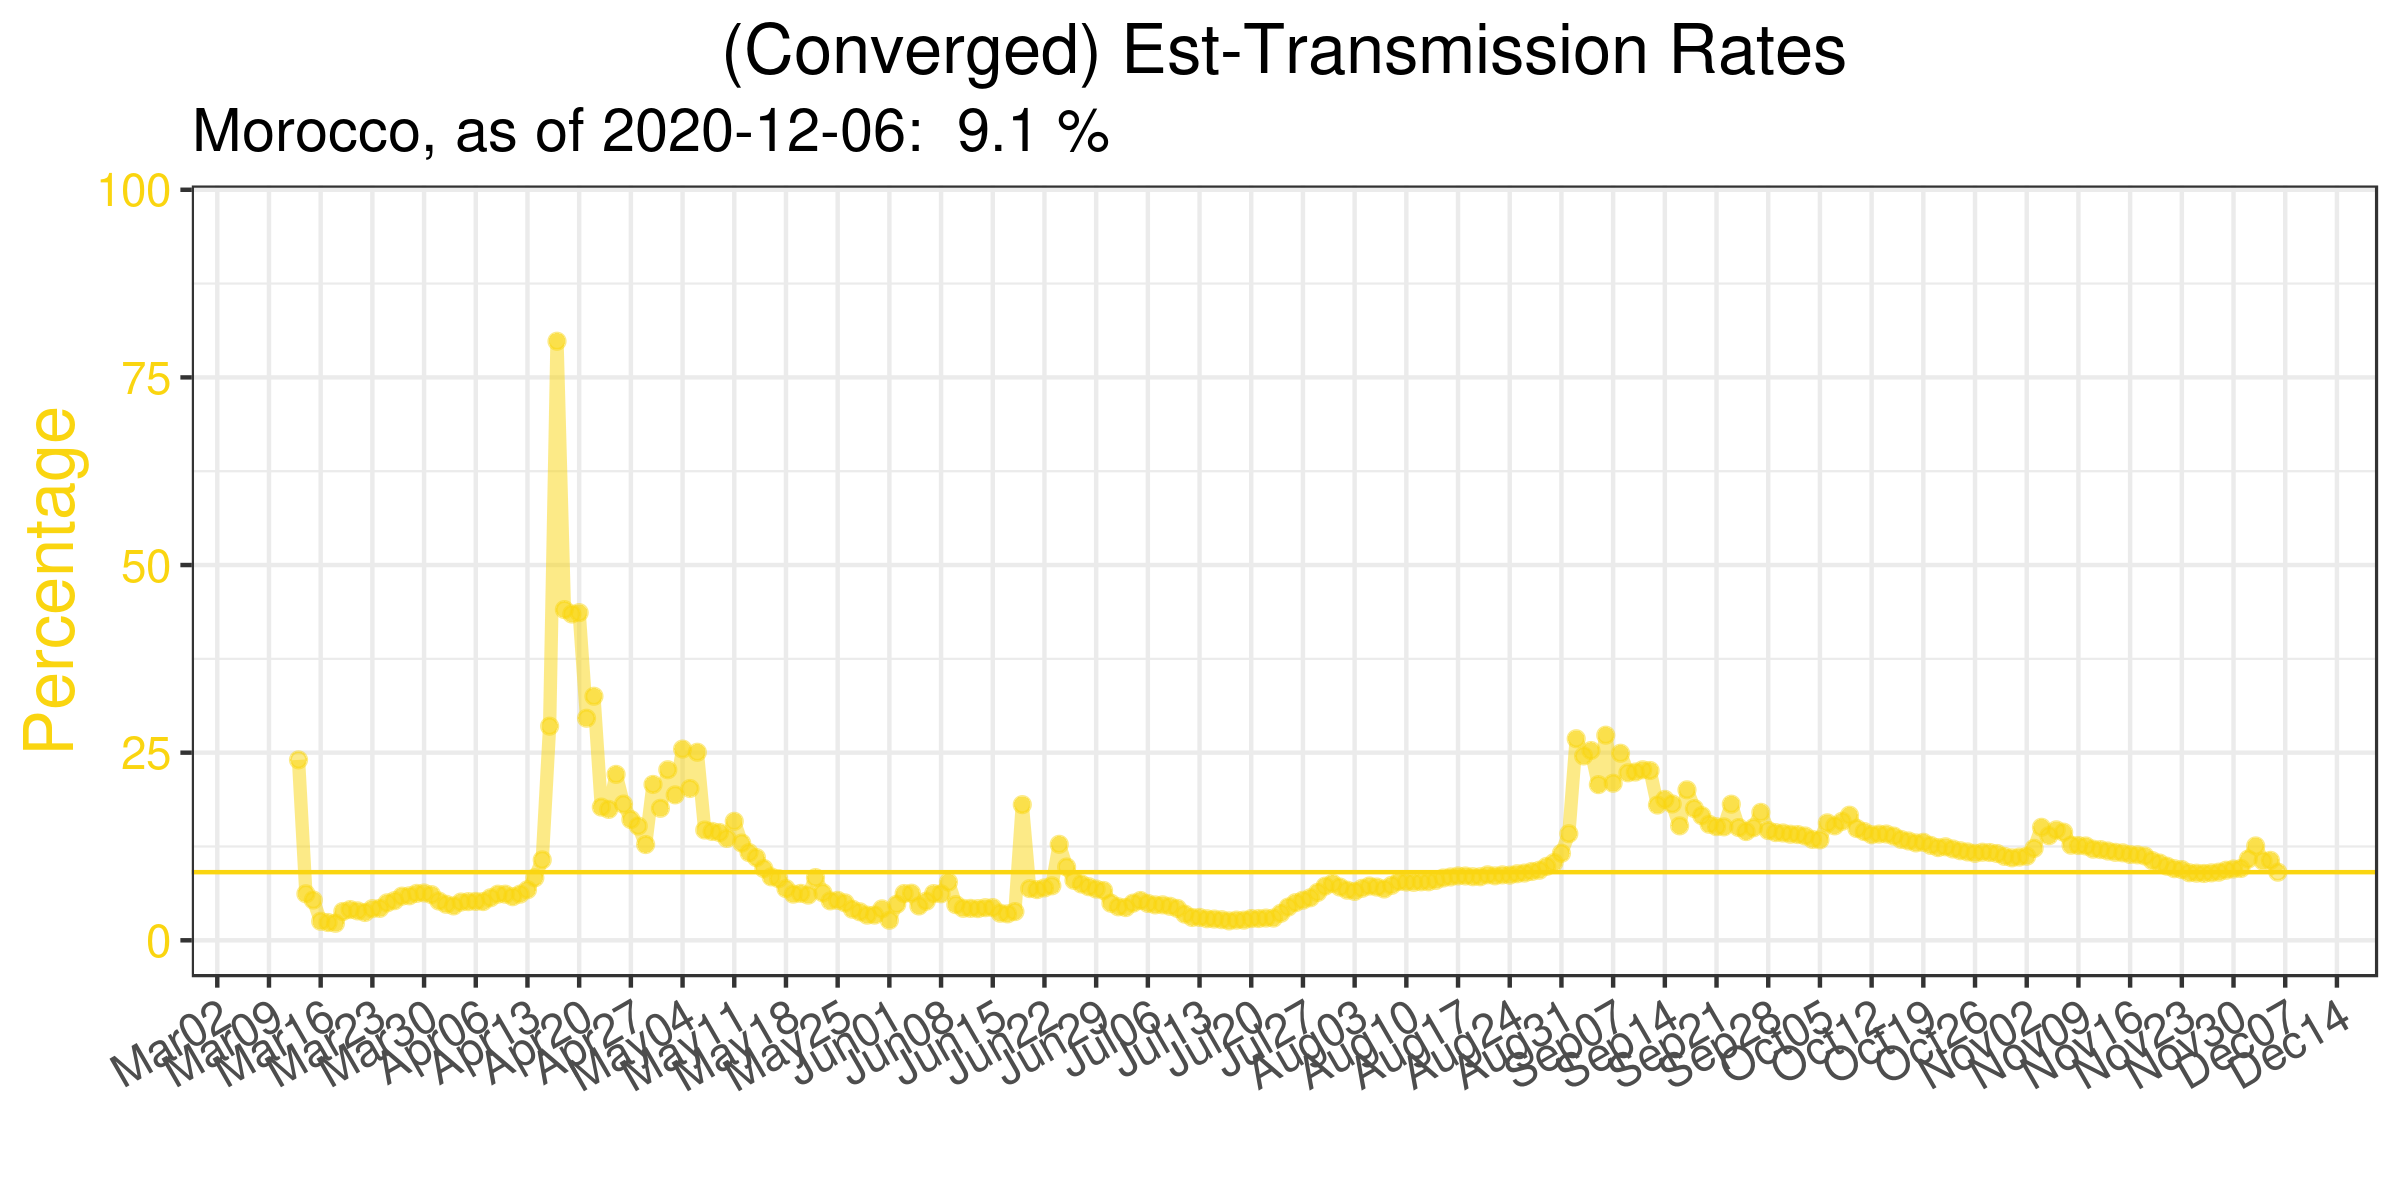 (Converged) Est-Transmission Rates
Morocco, as of 2020-12-06:  9.1 %
Percentage
100
75
50
25
0
Mar02
Mar09
Mar16
Mar23
Mar30
Apr06
Apr13
Apr20
Apr27
May04
May11
May18
May25
Jun01
Jun08
Jun15
Jun22
Jun29
Jul06
Jul13
Jul20
Jul27
Aug03
Aug10
Aug17
Aug24
Aug31
Sep07
Sep14
Sep21
Sep28
Oct05
Oct12
Oct19
Oct26
Nov02
Nov09
Nov16
Nov23
Nov30
Dec07
Dec14